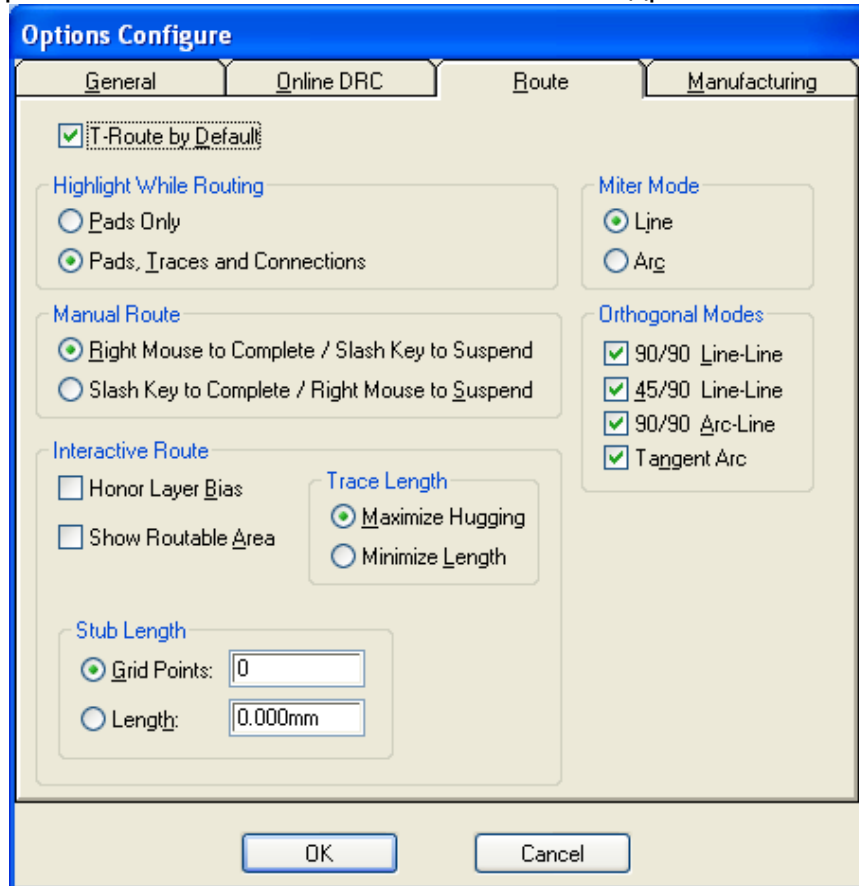 Options Configure
General Online DRC Route Manufacturing
T-Route by Default
Highlight While Routing
Pads Only
Pads, Traces and Connections
Miter Mode
Line
Arc
Manual Route
Right Mouse to Complete / Slash Key to Suspend
Slash Key to Complete / Right Mouse to Suspend
Orthogonal Modes
90/90 Line-Line
45/90 Line-Line
90/90 Arc-Line
Tangent Arc
Interactive Route
Honor Layer Bias
Show Routable Area
Trace Length
Maximize Hugging
Minimize Length
Stub Length
Grid Points: 0
Length: 0.000mm
OK Cancel